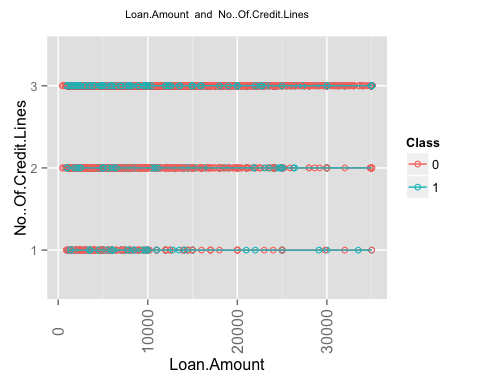 Loan.Amount and No..Of.Credit.Lines
No..Of.Credit.Lines
3
2
1
0
10000
20000
30000
Loan.Amount
Class
0
1